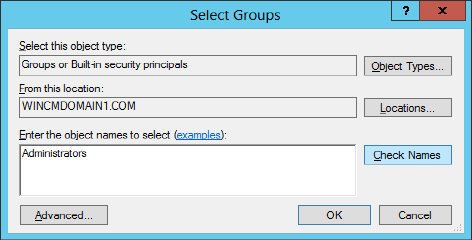 Select Groups
?
Select this object type:
Groups or Built-in security principals
Object Types...
From this location:
WINCMDOMAIN1.COM
Locations...
Enter the object names to select (examples):
Administrators
Check Names
Advanced...
OK
Cancel